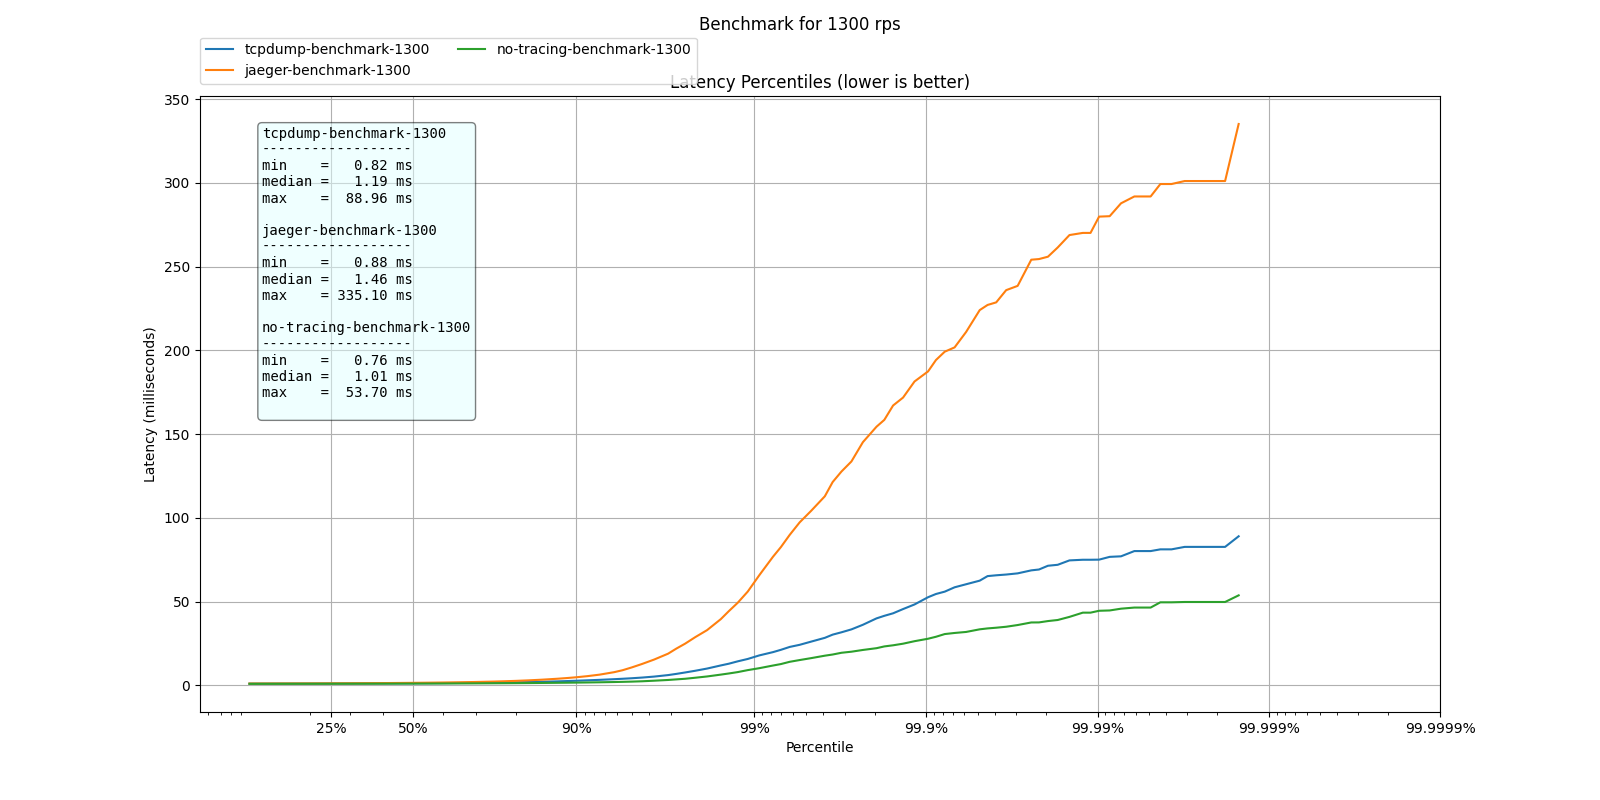 Benchmark for 1300 rps
tcpdump-benchmark-1300
no-tracing-benchmark-1300
jaeger-benchmark-1300
Latency Percentiles (lower is better)
350
300
250
200
150
100
50
0
Latency (milliseconds)
tcpdump-benchmark-1300
------------------
min    =   0.82 ms
median =   1.19 ms
max    =  88.96 ms
jaeger-benchmark-1300
------------------
min    =   0.88 ms
median =   1.46 ms
max    = 335.10 ms
no-tracing-benchmark-1300
------------------
min    =   0.76 ms
median =   1.01 ms
max    =  53.70 ms
25%
50%
90%
99%
99.9%
99.99%
99.999%
99.9999%
Percentile